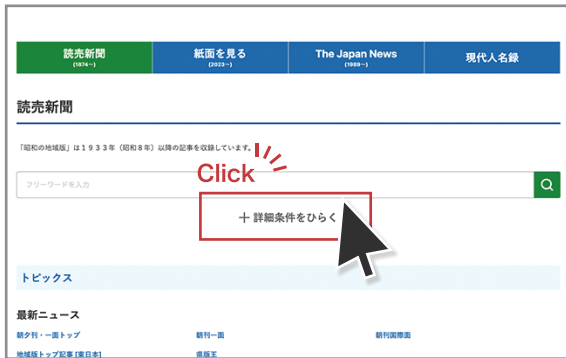 読売新聞 紙面を見る The Japan News 現代人名録
(1874〜) (2023〜) (1989〜)
読売新聞
「昭和の地域版」は1933年（昭和8年）以降の記事を収録しています。
Click
フリーワードを入力
＋詳細条件をひらく
トピックス
最新ニュース
朝夕刊・一面トップ 朝刊一面 朝刊国際面
地域版トップ記事 [東日本] 県版王